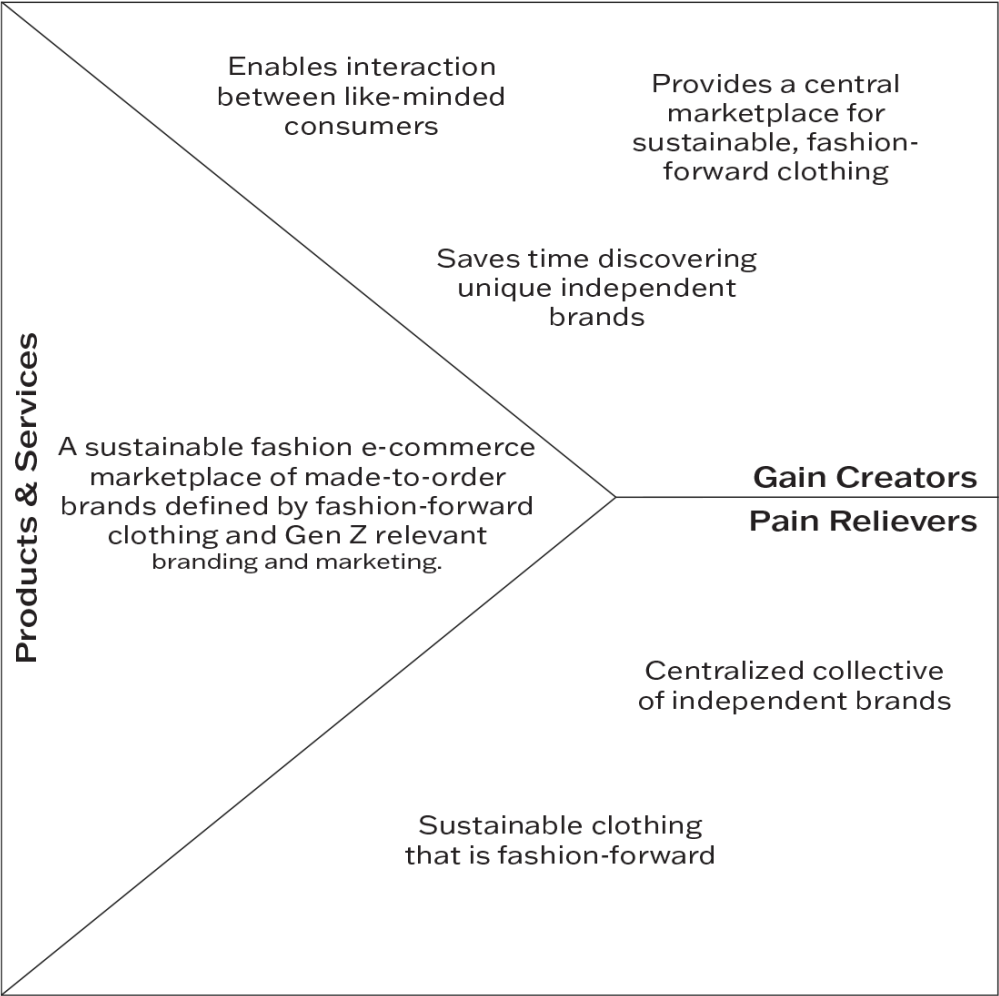 Enables interaction
between like-minded
consumers
Provides a central
marketplace for
sustainable, fashion-
forward clothing
Saves time discovering
unique independent
brands
Products & Services
A sustainable fashion e-commerce
marketplace of made-to-order
brands defined by fashion-forward
clothing and Gen Z relevant
branding and marketing.
Gain Creators
Pain Relievers
Centralized collective
of independent brands
Sustainable clothing
that is fashion-forward